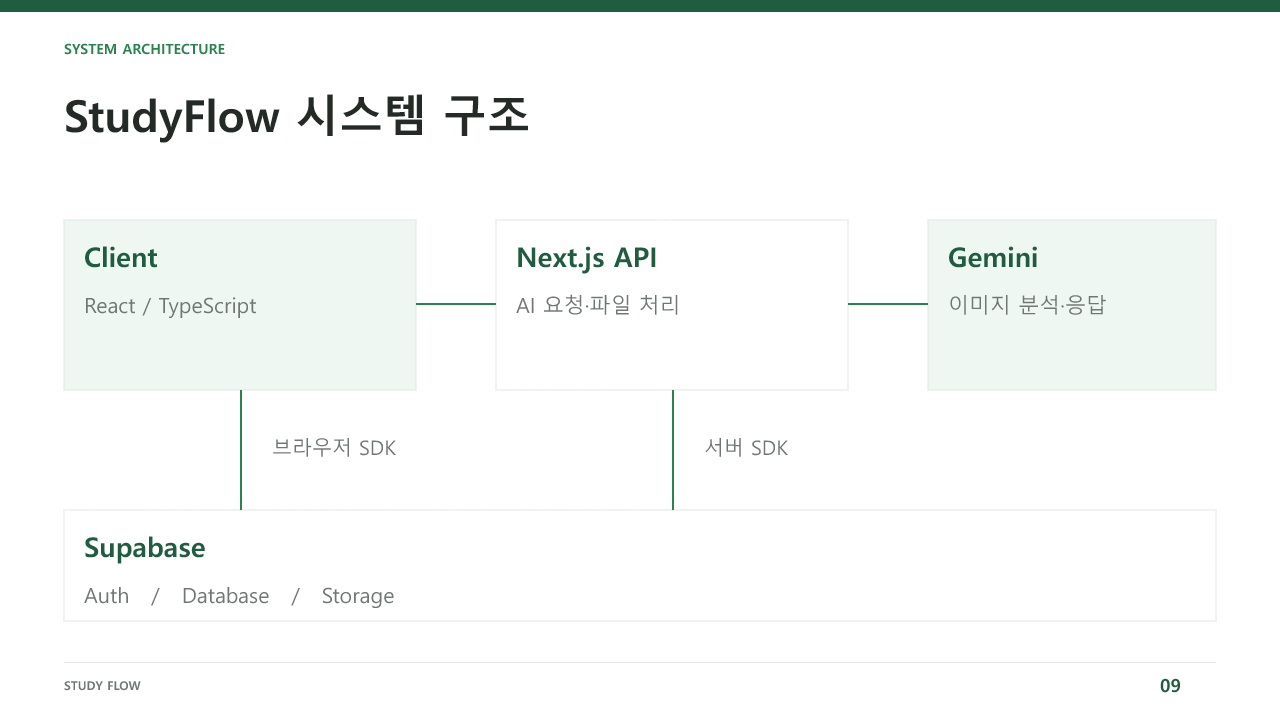 SYSTEM ARCHITECTURE
StudyFlow 시스템 구조
Client
React / TypeScript
Next.js API
AI 요청·파일 처리
Gemini
이미지 분석·응답
브라우저 SDK
서버 SDK
Supabase
Auth / Database / Storage
STUDY FLOW
09